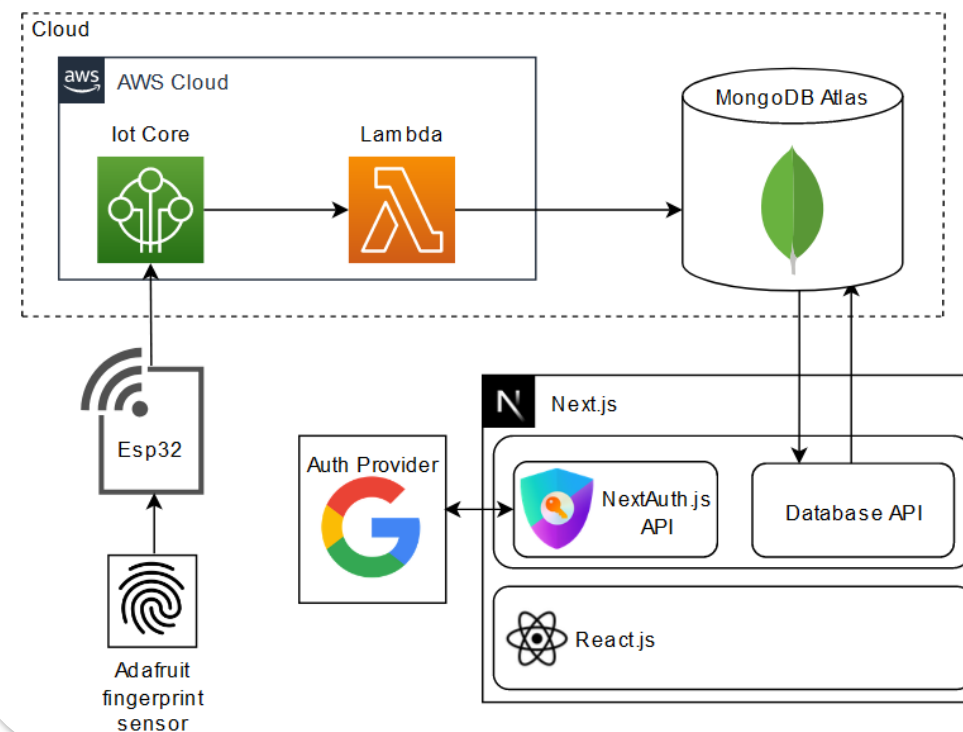 Cloud
aws
AWS Cloud
Iot Core
Lambda
MongoDB Atlas
Esp32
N
Next.js
Auth Provider
G
NextAuth.js
API
Database API
React.js
Adafruit
fingerprint
sensor